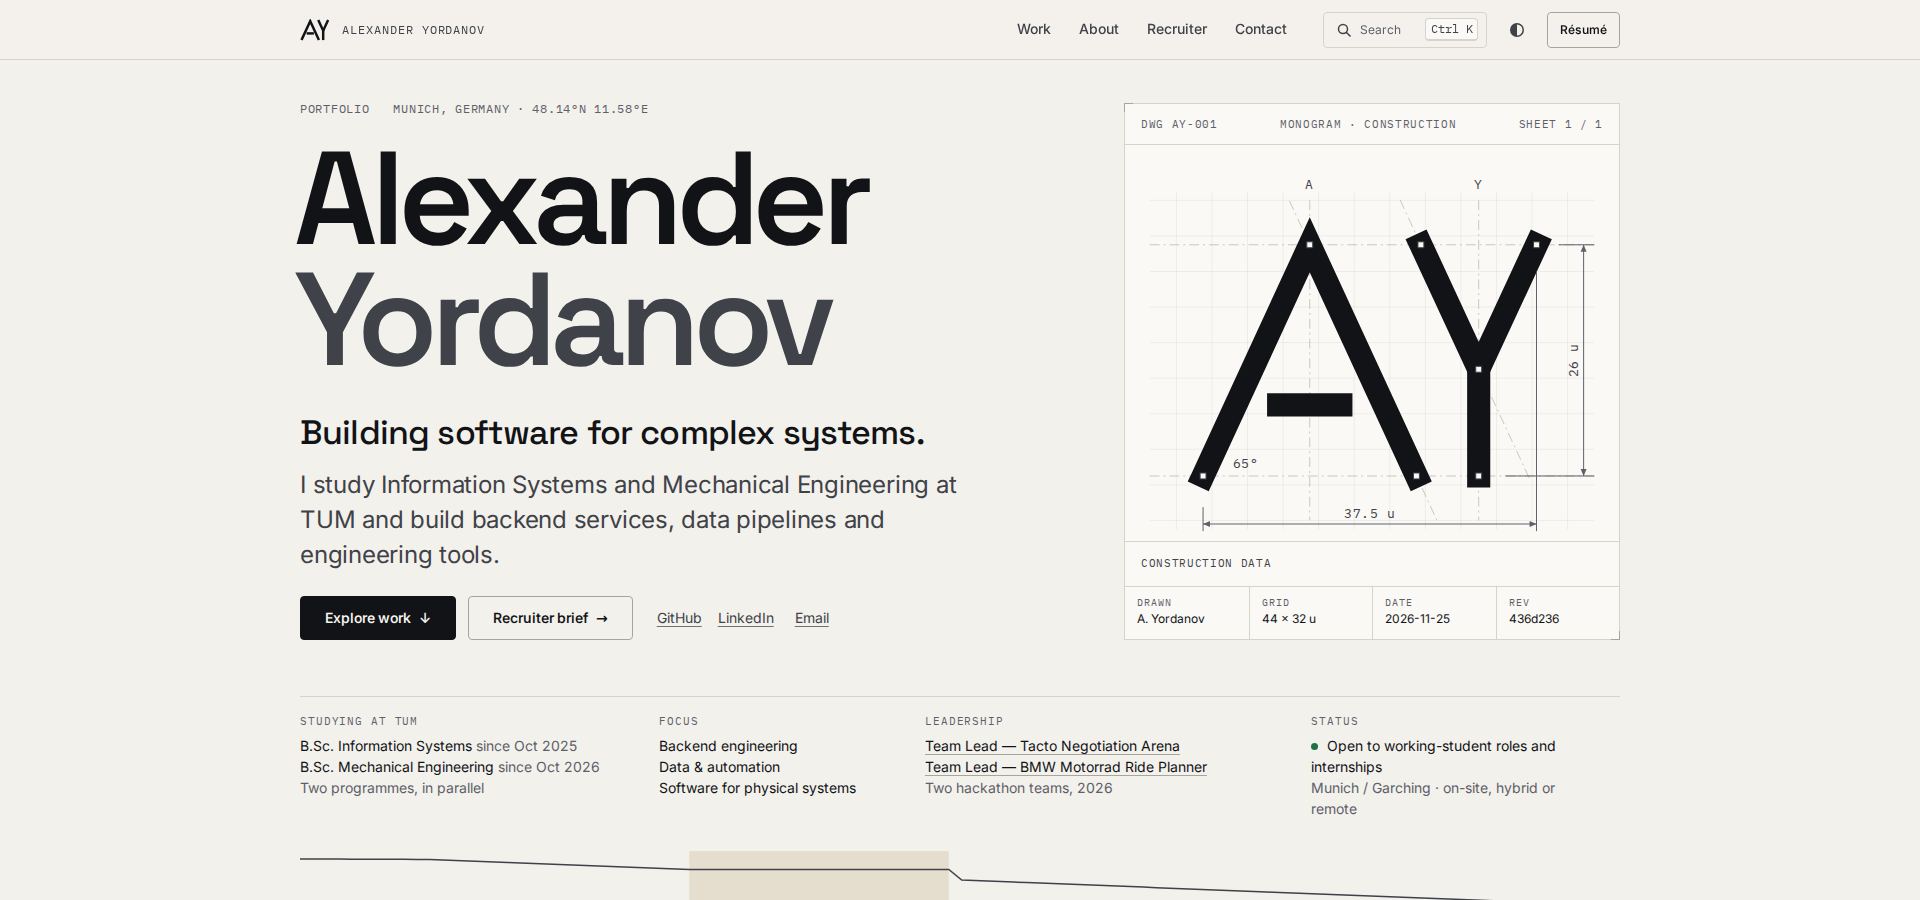 AY ALEXANDER YORDANOV
Work About Recruiter Contact Search Ctrl K Résumé
PORTFOLIO MUNICH, GERMANY · 48.14°N 11.58°E
Alexander
Yordanov
Building software for complex systems.
I study Information Systems and Mechanical Engineering at
TUM and build backend services, data pipelines and
engineering tools.
Explore work ↓ Recruiter brief → GitHub LinkedIn Email
DWG AY-001 MONOGRAM · CONSTRUCTION SHEET 1 / 1
A Y
AY
26 u
65°
37.5 u
CONSTRUCTION DATA
DRAWN
A. Yordanov
GRID
44 × 32 u
DATE
2026-11-25
REV
436d236
STUDYING AT TUM
B.Sc. Information Systems since Oct 2025
B.Sc. Mechanical Engineering since Oct 2026
Two programmes, in parallel
FOCUS
Backend engineering
Data & automation
Software for physical systems
LEADERSHIP
Team Lead — Tacto Negotiation Arena
Team Lead — BMW Motorrad Ride Planner
Two hackathon teams, 2026
STATUS
Open to working-student roles and
internships
Munich / Garching · on-site, hybrid or
remote